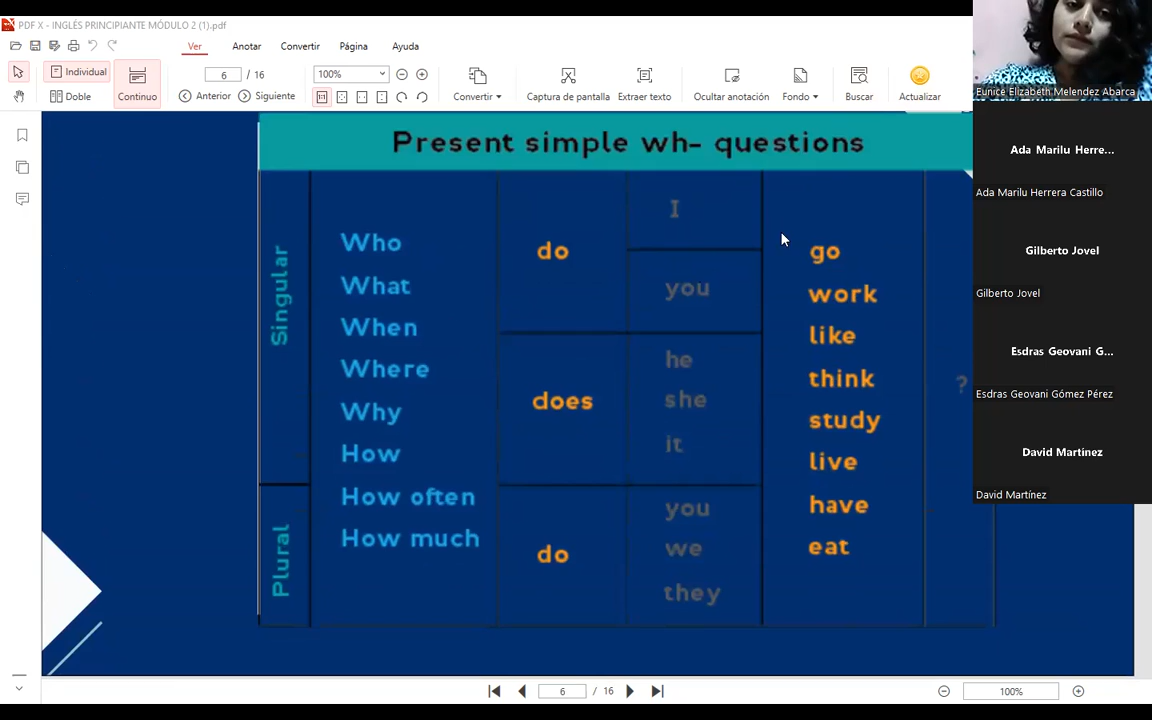 PDF X - INGLÉS PRINCIPIANTE MÓDULO 2 (1).pdf
Ver Anotar Convertir Página Ayuda
Individual
Doble
Continuo
6 / 16
Anterior Siguiente
100%
Convertir
Captura de pantalla
Extraer texto
Ocultar anotación
Fondo
Buscar
Actualizar
Present simple wh- questions
Singular
Who
What
When
Where
Why
How
How often
How much
do
I
you
does
he
she
it
Plural
do
you
we
they
go
work
like
think
study
live
have
eat
?
Eunice Elizabeth Melendez Abarca
Ada Marilu Herre...
Ada Marilu Herrera Castillo
Gilberto Jovel
Gilberto Jovel
Esdras Geovani G...
Esdras Geovani Gómez Pérez
David Martinez
David Martínez
6 / 16
100%